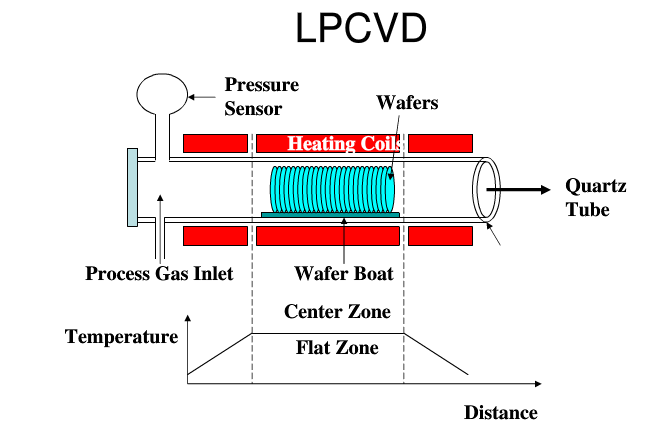 LPCVD
Pressure
Sensor
Wafers
Heating Coils
Quartz
Tube
Process Gas Inlet
Wafer Boat
Center Zone
Temperature
Flat Zone
Distance